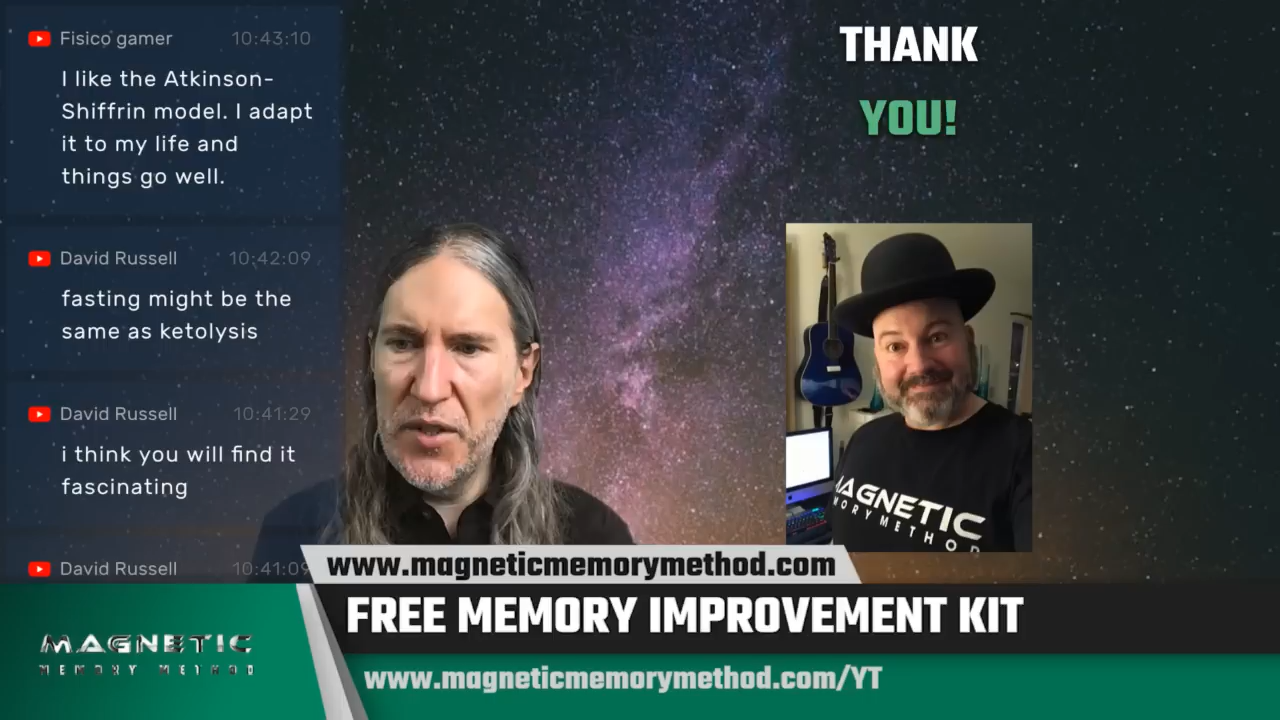 Fisico gamer 10:43:10
I like the Atkinson-
Shiffrin model. I adapt
it to my life and
things go well.
David Russell 10:42:09
fasting might be the
same as ketolysis
David Russell 10:41:29
i think you will find it
fascinating
David Russell 10:41:09
THANK
YOU!
MAGNETIC
MORYMETHOD
www.magneticmemorymethod.com
FREE MEMORY IMPROVEMENT KIT
www.magneticmemorymethod.com/YT
MAGNETIC
MEMORY METHOD